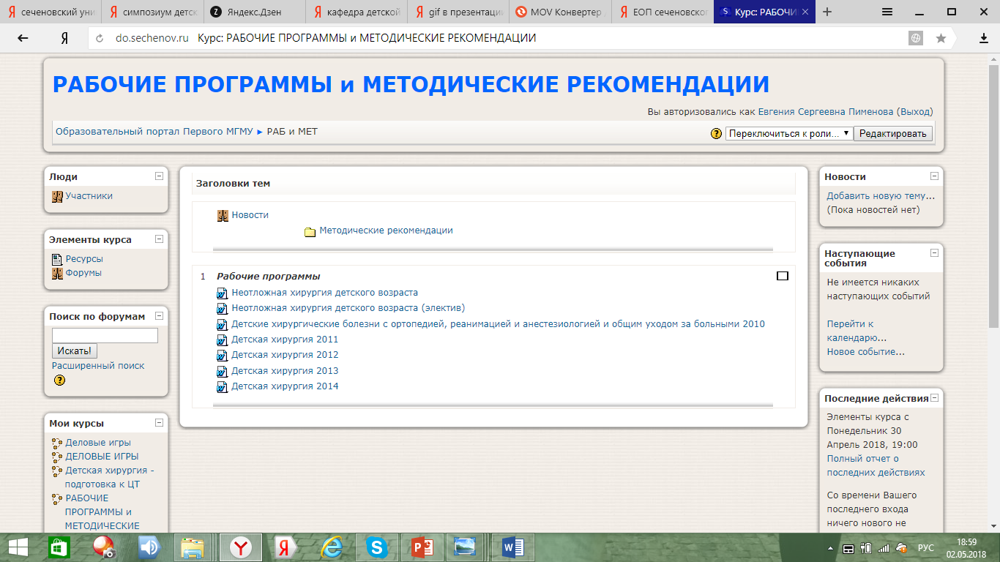 сеченовский уни
симпозиум детск
Яндекс.Дзен
кафедра детской
gif в презентаци
MOV Конвертер
ЕОП сеченовског
Курс: РАБОЧИ
do.sechenov.ru Курс: РАБОЧИЕ ПРОГРАММЫ и МЕТОДИЧЕСКИЕ РЕКОМЕНДАЦИИ
РАБОЧИЕ ПРОГРАММЫ и МЕТОДИЧЕСКИЕ РЕКОМЕНДАЦИИ
Вы авторизовались как Евгения Сергеевна Пименова (Выход)
Образовательный портал Первого МГМУ ► РАБ и МЕТ
Переключиться к роли...
Редактировать
Люди
Участники
Элементы курса
Ресурсы
Форумы
Поиск по форумам
Искать!
Расширенный поиск
Мои курсы
Деловые игры
ДЕЛОВЫЕ ИГРЫ
Детская хирургия -
подготовка к ЦТ
РАБОЧИЕ
ПРОГРАММЫ и
МЕТОДИЧЕСКИЕ
Заголовки тем
Новости
Методические рекомендации
1 Рабочие программы
Неотложная хирургия детского возраста
Неотложная хирургия детского возраста (электив)
Детские хирургические болезни с ортопедией, реанимацией и анестезиологией и общим уходом за больными 2010
Детская хирургия 2011
Детская хирургия 2012
Детская хирургия 2013
Детская хирургия 2014
Новости
Добавить новую тему...
(Пока новостей нет)
Наступающие
события
Не имеется никаких
наступающих событий
Перейти к
календарю...
Новое событие...
Последние действия
Элементы курса с
Понедельник 30
Апрель 2018, 19:00
Полный отчет о
последних действиях
Со времени Вашего
последнего входа
ничего нового не
РУС
18:59
02.05.2018